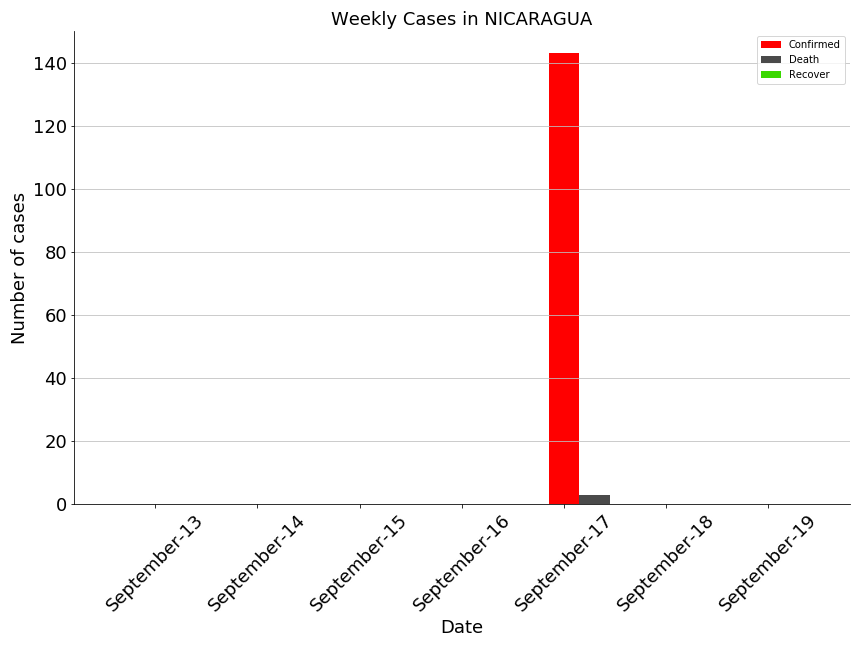 Weekly Cases in NICARAGUA
Confirmed
Death
Recover
Number of cases
140
120
100
80
60
40
20
0
September-13
September-14
September-15
September-16
September-17
September-18
September-19
Date